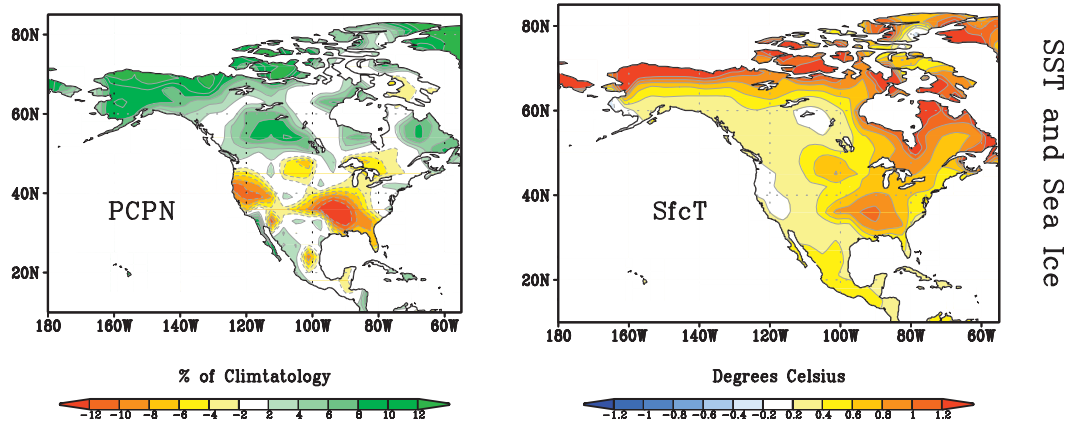 80N
60N
40N
20N
PCPN
180 160W 140W 120W 100W 80W 60W
% of Climtatology
-12 -10 -8 -6 -4 -2 2 4 6 8 10 12
80N
60N
40N
20N
SfcT
180 160W 140W 120W 100W 80W 60W
Degrees Celsius
-1.2 -1 -0.8 -0.6 -0.4 -0.2 0.2 0.4 0.6 0.8 1 1.2
SST and Sea Ice